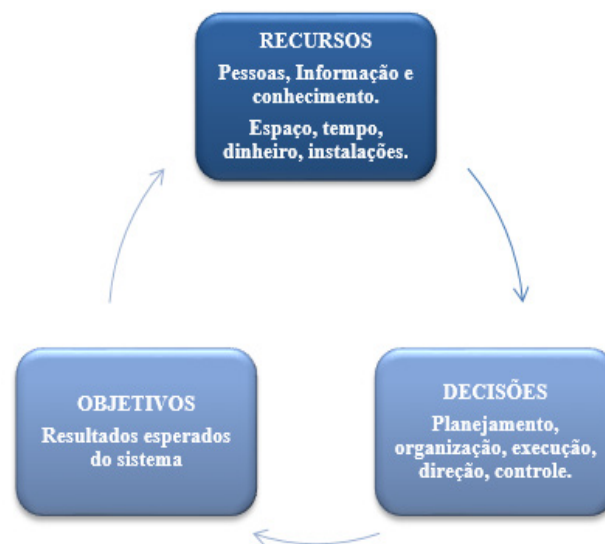 RECURSOS
Pessoas, Informação e
conhecimento.
Espaço, tempo,
dinheiro, instalações.
OBJETIVOS
Resultados esperados
do sistema
DECISÕES
Planejamento,
organização, execução,
direção, controle.